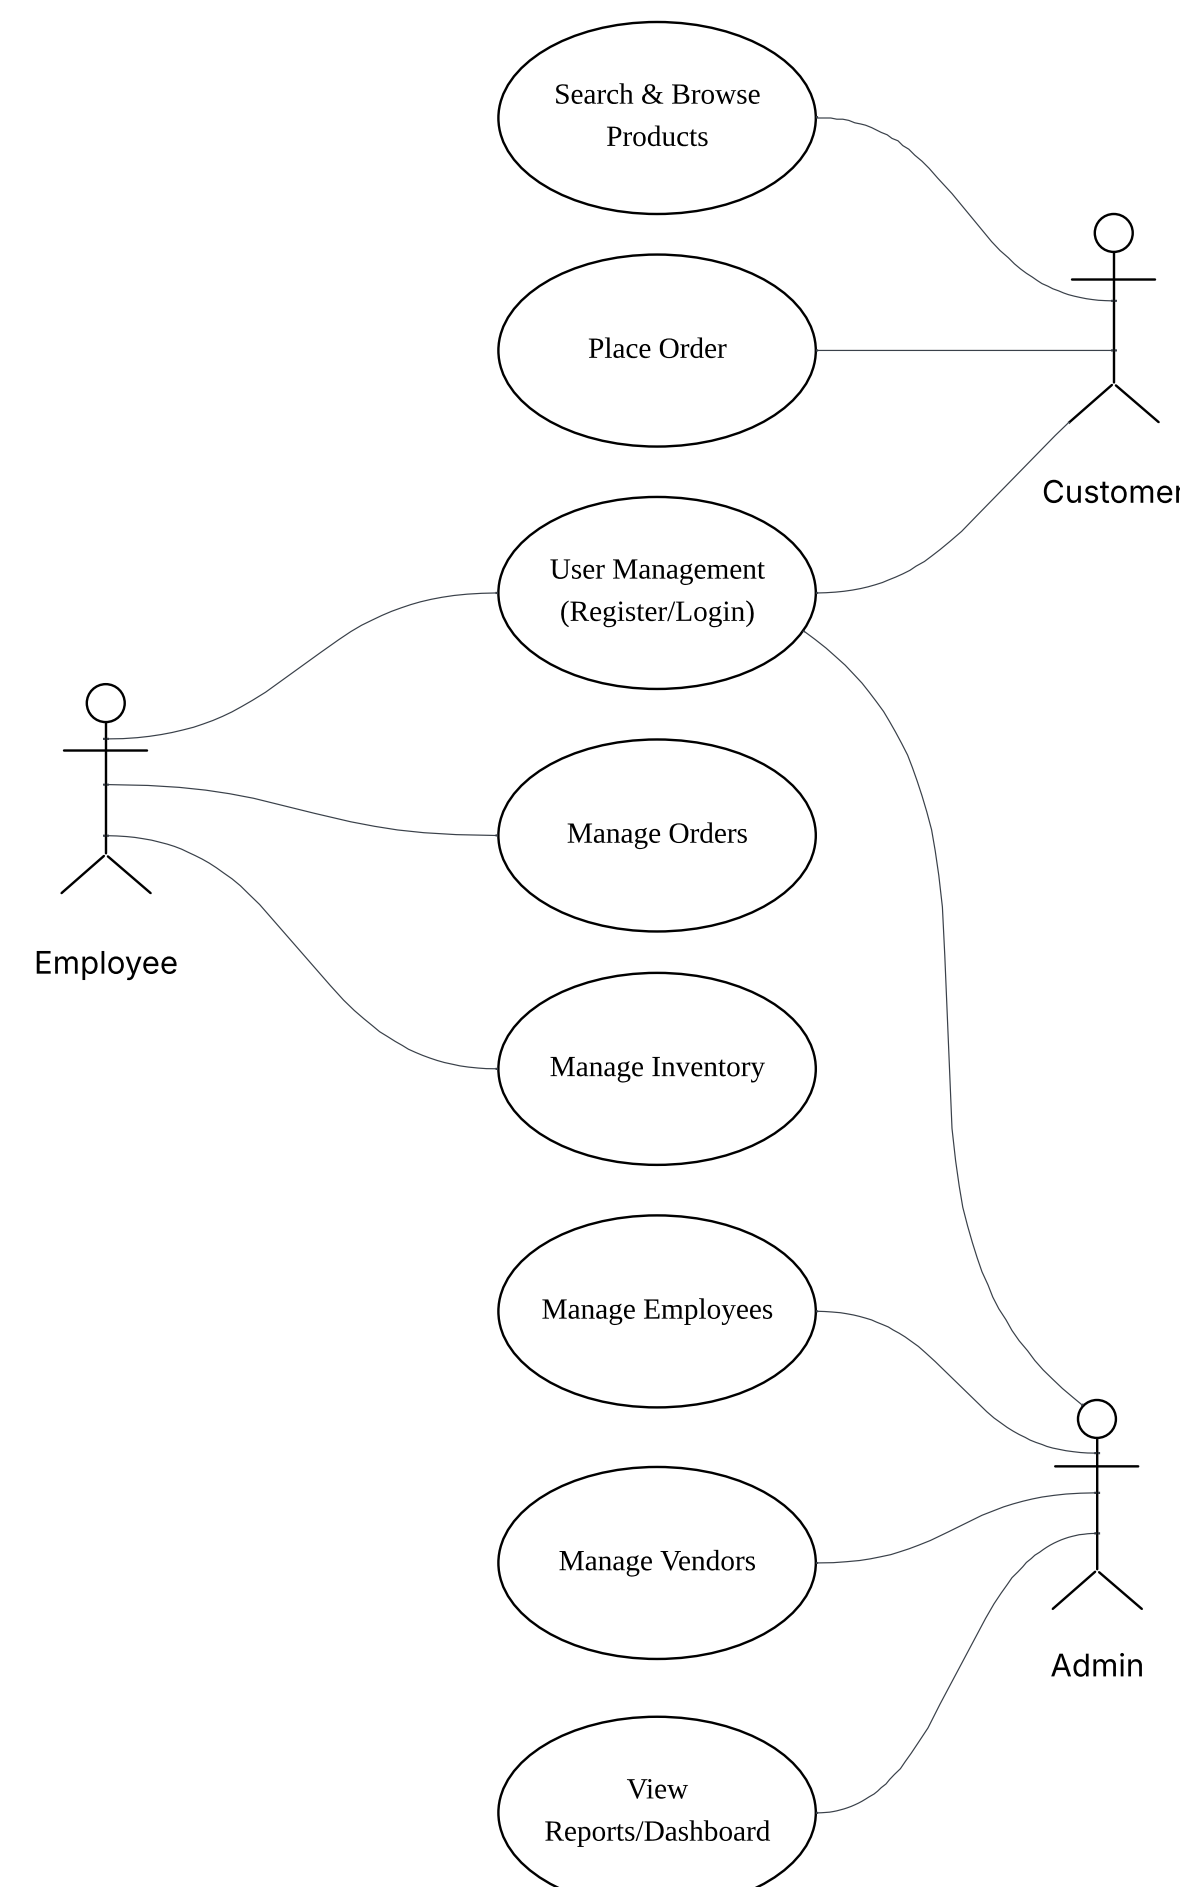 Search & Browse
Products
Place Order
Customer
User Management
(Register/Login)
Manage Orders
Employee
Manage Inventory
Manage Employees
Manage Vendors
Admin
View
Reports/Dashboard